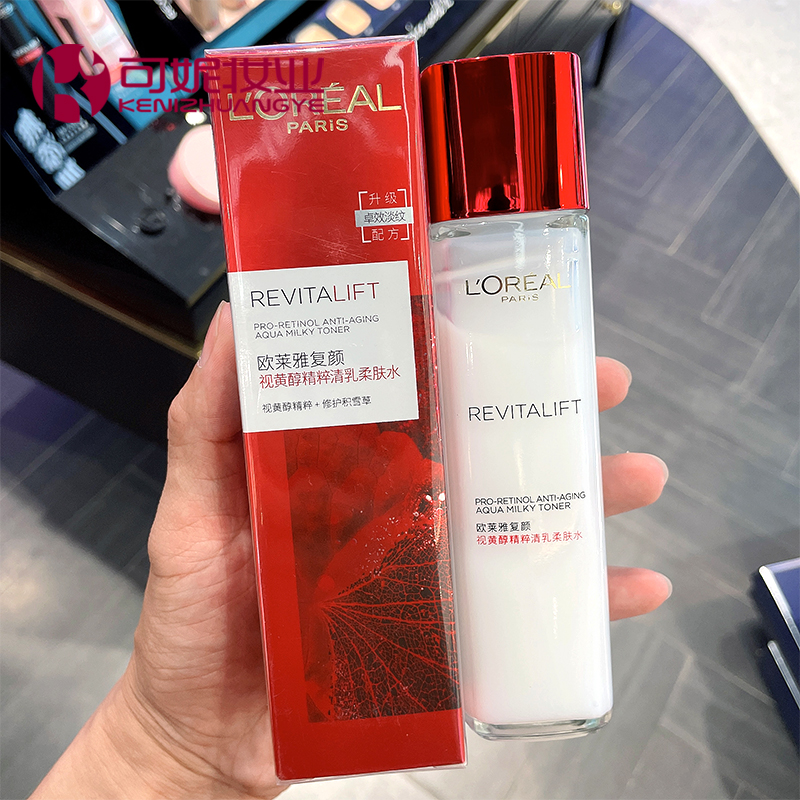 可妮妆业
KENIZHUANGYE
L'ORÉAL
PARIS
升级
卓效淡纹
配方
REVITALIFT
PRO-RETINOL ANTI-AGING
AQUA MILKY TONER
欧莱雅复颜
视黄醇精粹清乳柔肤水
视黄醇精粹+修护积雪草
L'ORÉAL
PARIS
REVITALIFT
PRO-RETINOL ANTI-AGING
AQUA MILKY TONER
欧莱雅复颜
视黄醇精粹清乳柔肤水